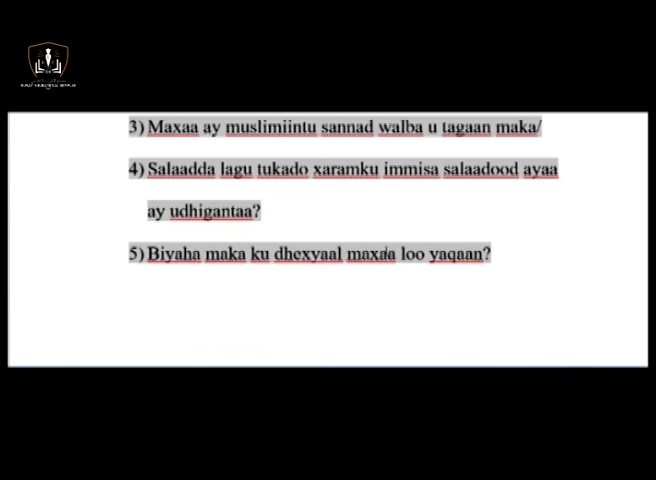 3) Maxaa ay muslimiintu sannad walba u tagaan maka/
4) Salaadda lagu tukado xaramku immisa salaadood ayaa
ay udhigantaa?
5) Biyaha maka ku dhexyaal maxaa loo yaqaan?